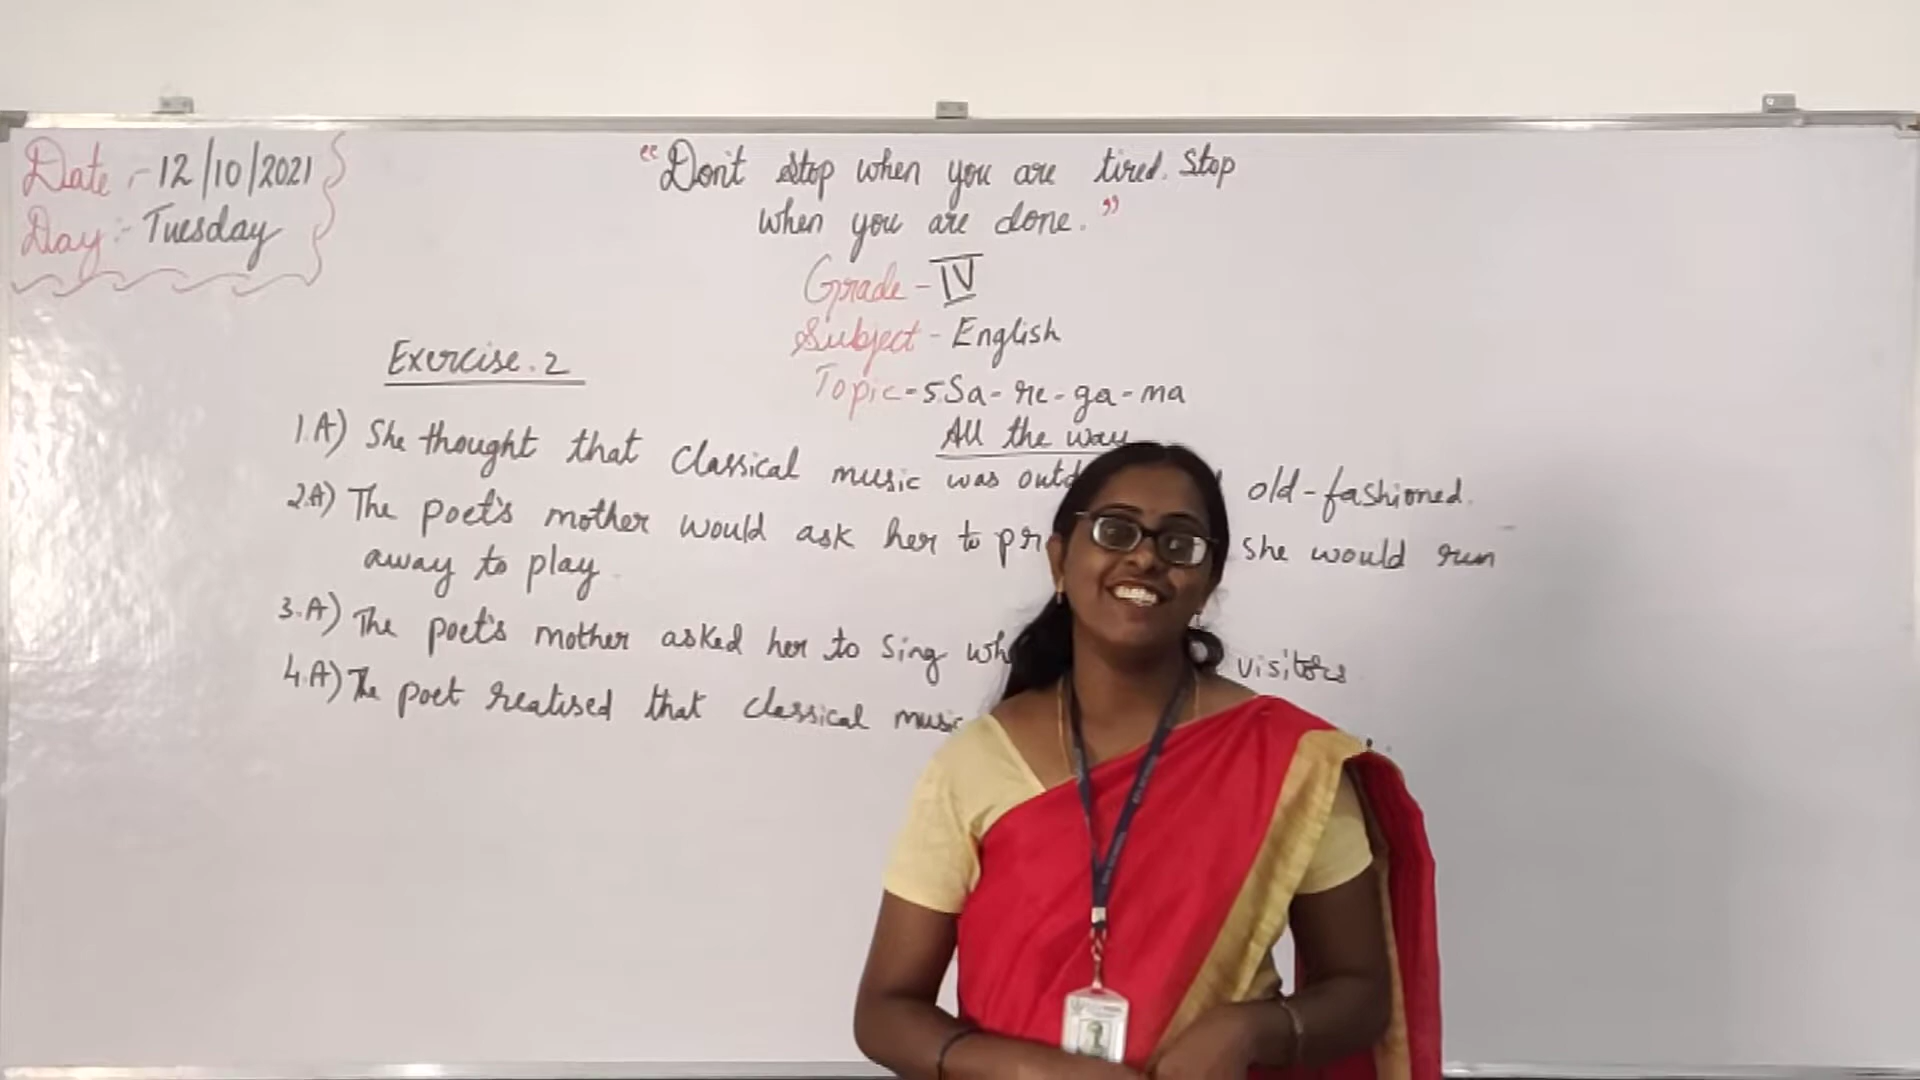 Date :- 12/10/2021
Day :- Tuesday
"Don't stop when you are tired. Stop
when you are done."
Grade - IV
Subject - English
Topic - 5.Sa - re - ga - ma
All the way
Exercise. 2
1.A) She thought that classical music was old-fashioned.
2.A) The poet's mother would ask her to she would run
away to play.
3.A) The poet's mother asked her to sing visitors
4.A) The poet realised that classical music